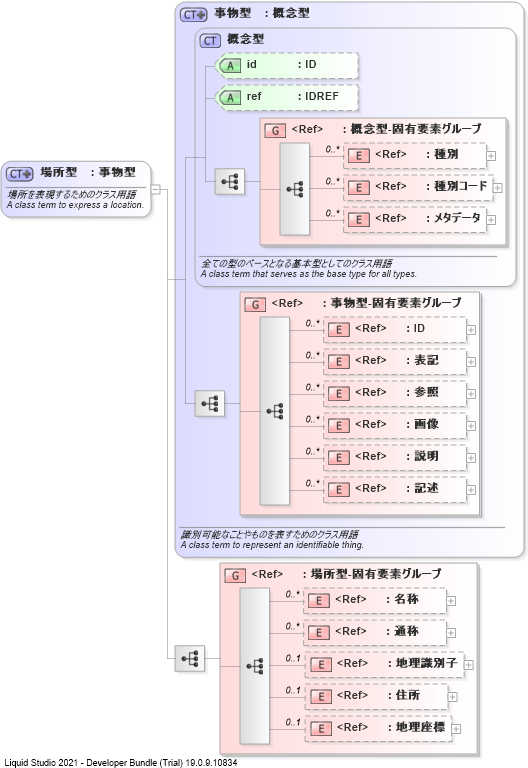 CT 事物型 : 概念型
CT 概念型
A id : ID
A ref : IDREF
G <Ref> : 概念型-固有要素グループ
0..*
E <Ref> : 種別
0..*
E <Ref> : 種別コード
0..*
E <Ref> : メタデータ
全ての型のベースとなる基本型としてのクラス用語
A class term that serves as the base type for all types.
CT 場所型 : 事物型
場所を表現するためのクラス用語
A class term to express a location.
G <Ref> : 事物型-固有要素グループ
0..*
E <Ref> : ID
0..*
E <Ref> : 表記
0..*
E <Ref> : 参照
0..*
E <Ref> : 画像
0..*
E <Ref> : 説明
0..*
E <Ref> : 記述
識別可能なことやものを表すためのクラス用語
A class term to represent an identifiable thing.
G <Ref> : 場所型-固有要素グループ
0..*
E <Ref> : 名称
0..*
E <Ref> : 通称
0..1
E <Ref> : 地理識別子
0..1
E <Ref> : 住所
0..1
E <Ref> : 地理座標
Liquid Studio 2021 - Developer Bundle (Trial) 19.0.9.10834